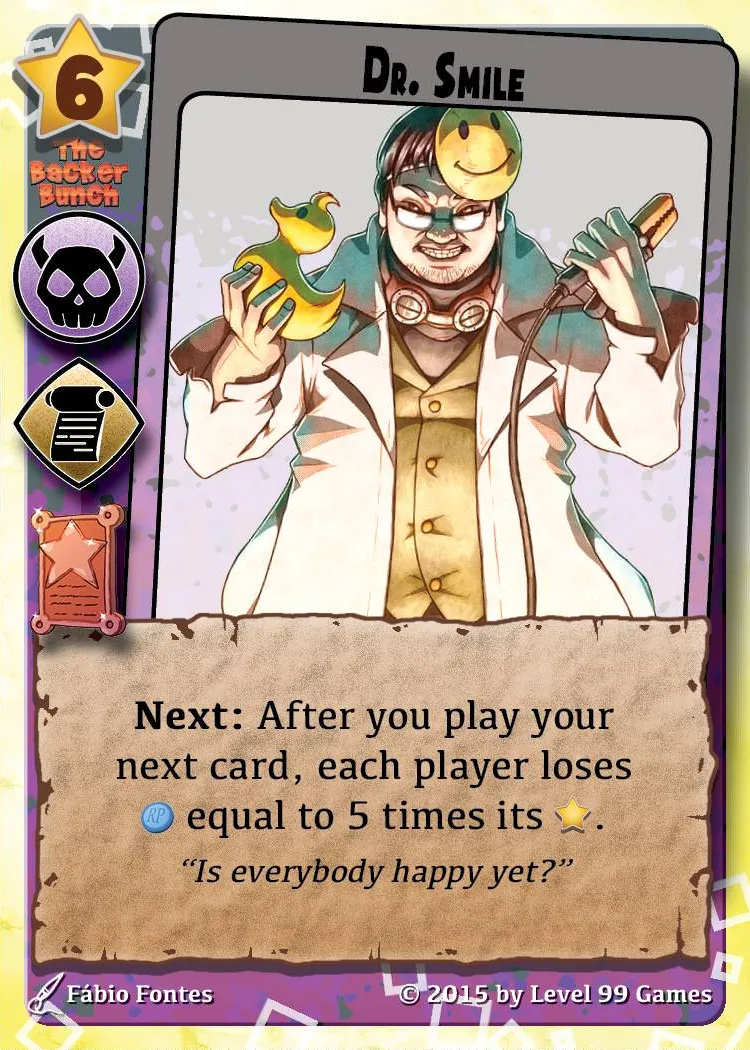 6
Dr. Smile
The
Backer
Bunch
Next: After you play your
next card, each player loses
RP equal to 5 times its .
“Is everybody happy yet?”
Fábio Fontes
© 2015 by Level 99 Games